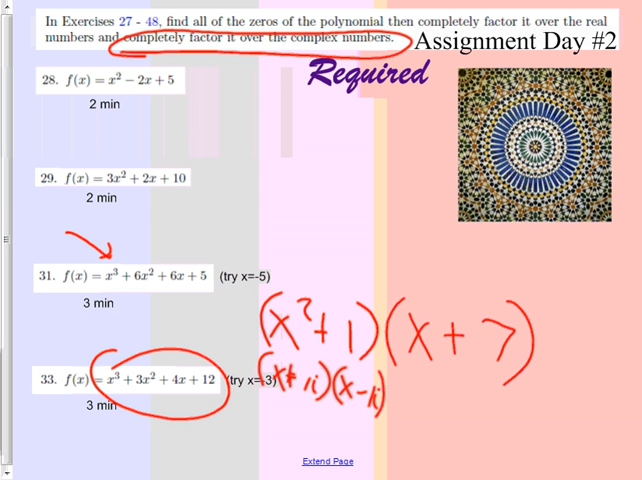 In Exercises 27 - 48, find all of the zeros of the polynomial then completely factor it over the real
numbers and completely factor it over the complex numbers.
Assignment Day #2
Required
28. f(x) = x² − 2x + 5
2 min
29. f(x) = 3x² + 2x + 10
2 min
31. f(x) = x³ + 6x² + 6x + 5 (try x=-5)
3 min
(x²+1)(x+7)
33. f(x) = x³ + 3x² + 4x + 12 (try x=-3)
(x+1i)(x-1i)
3 min
Extend Page